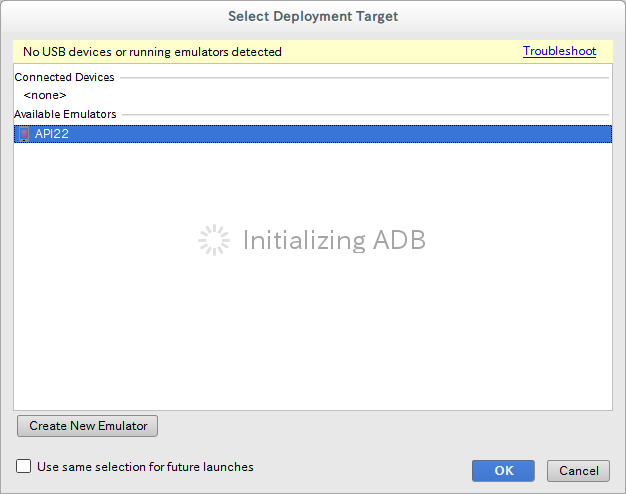 Select Deployment Target
No USB devices or running emulators detected
Troubleshoot
Connected Devices
<none>
Available Emulators
API22
Initializing ADB
Create New Emulator
Use same selection for future launches
OK
Cancel